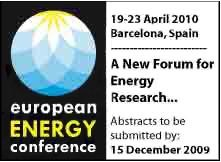 european
ENERGY
conference
19-23 April 2010
Barcelona, Spain
---------------------------
A New Forum for
Energy
Research...
Abstracts to be
submitted by:
15 December 2009